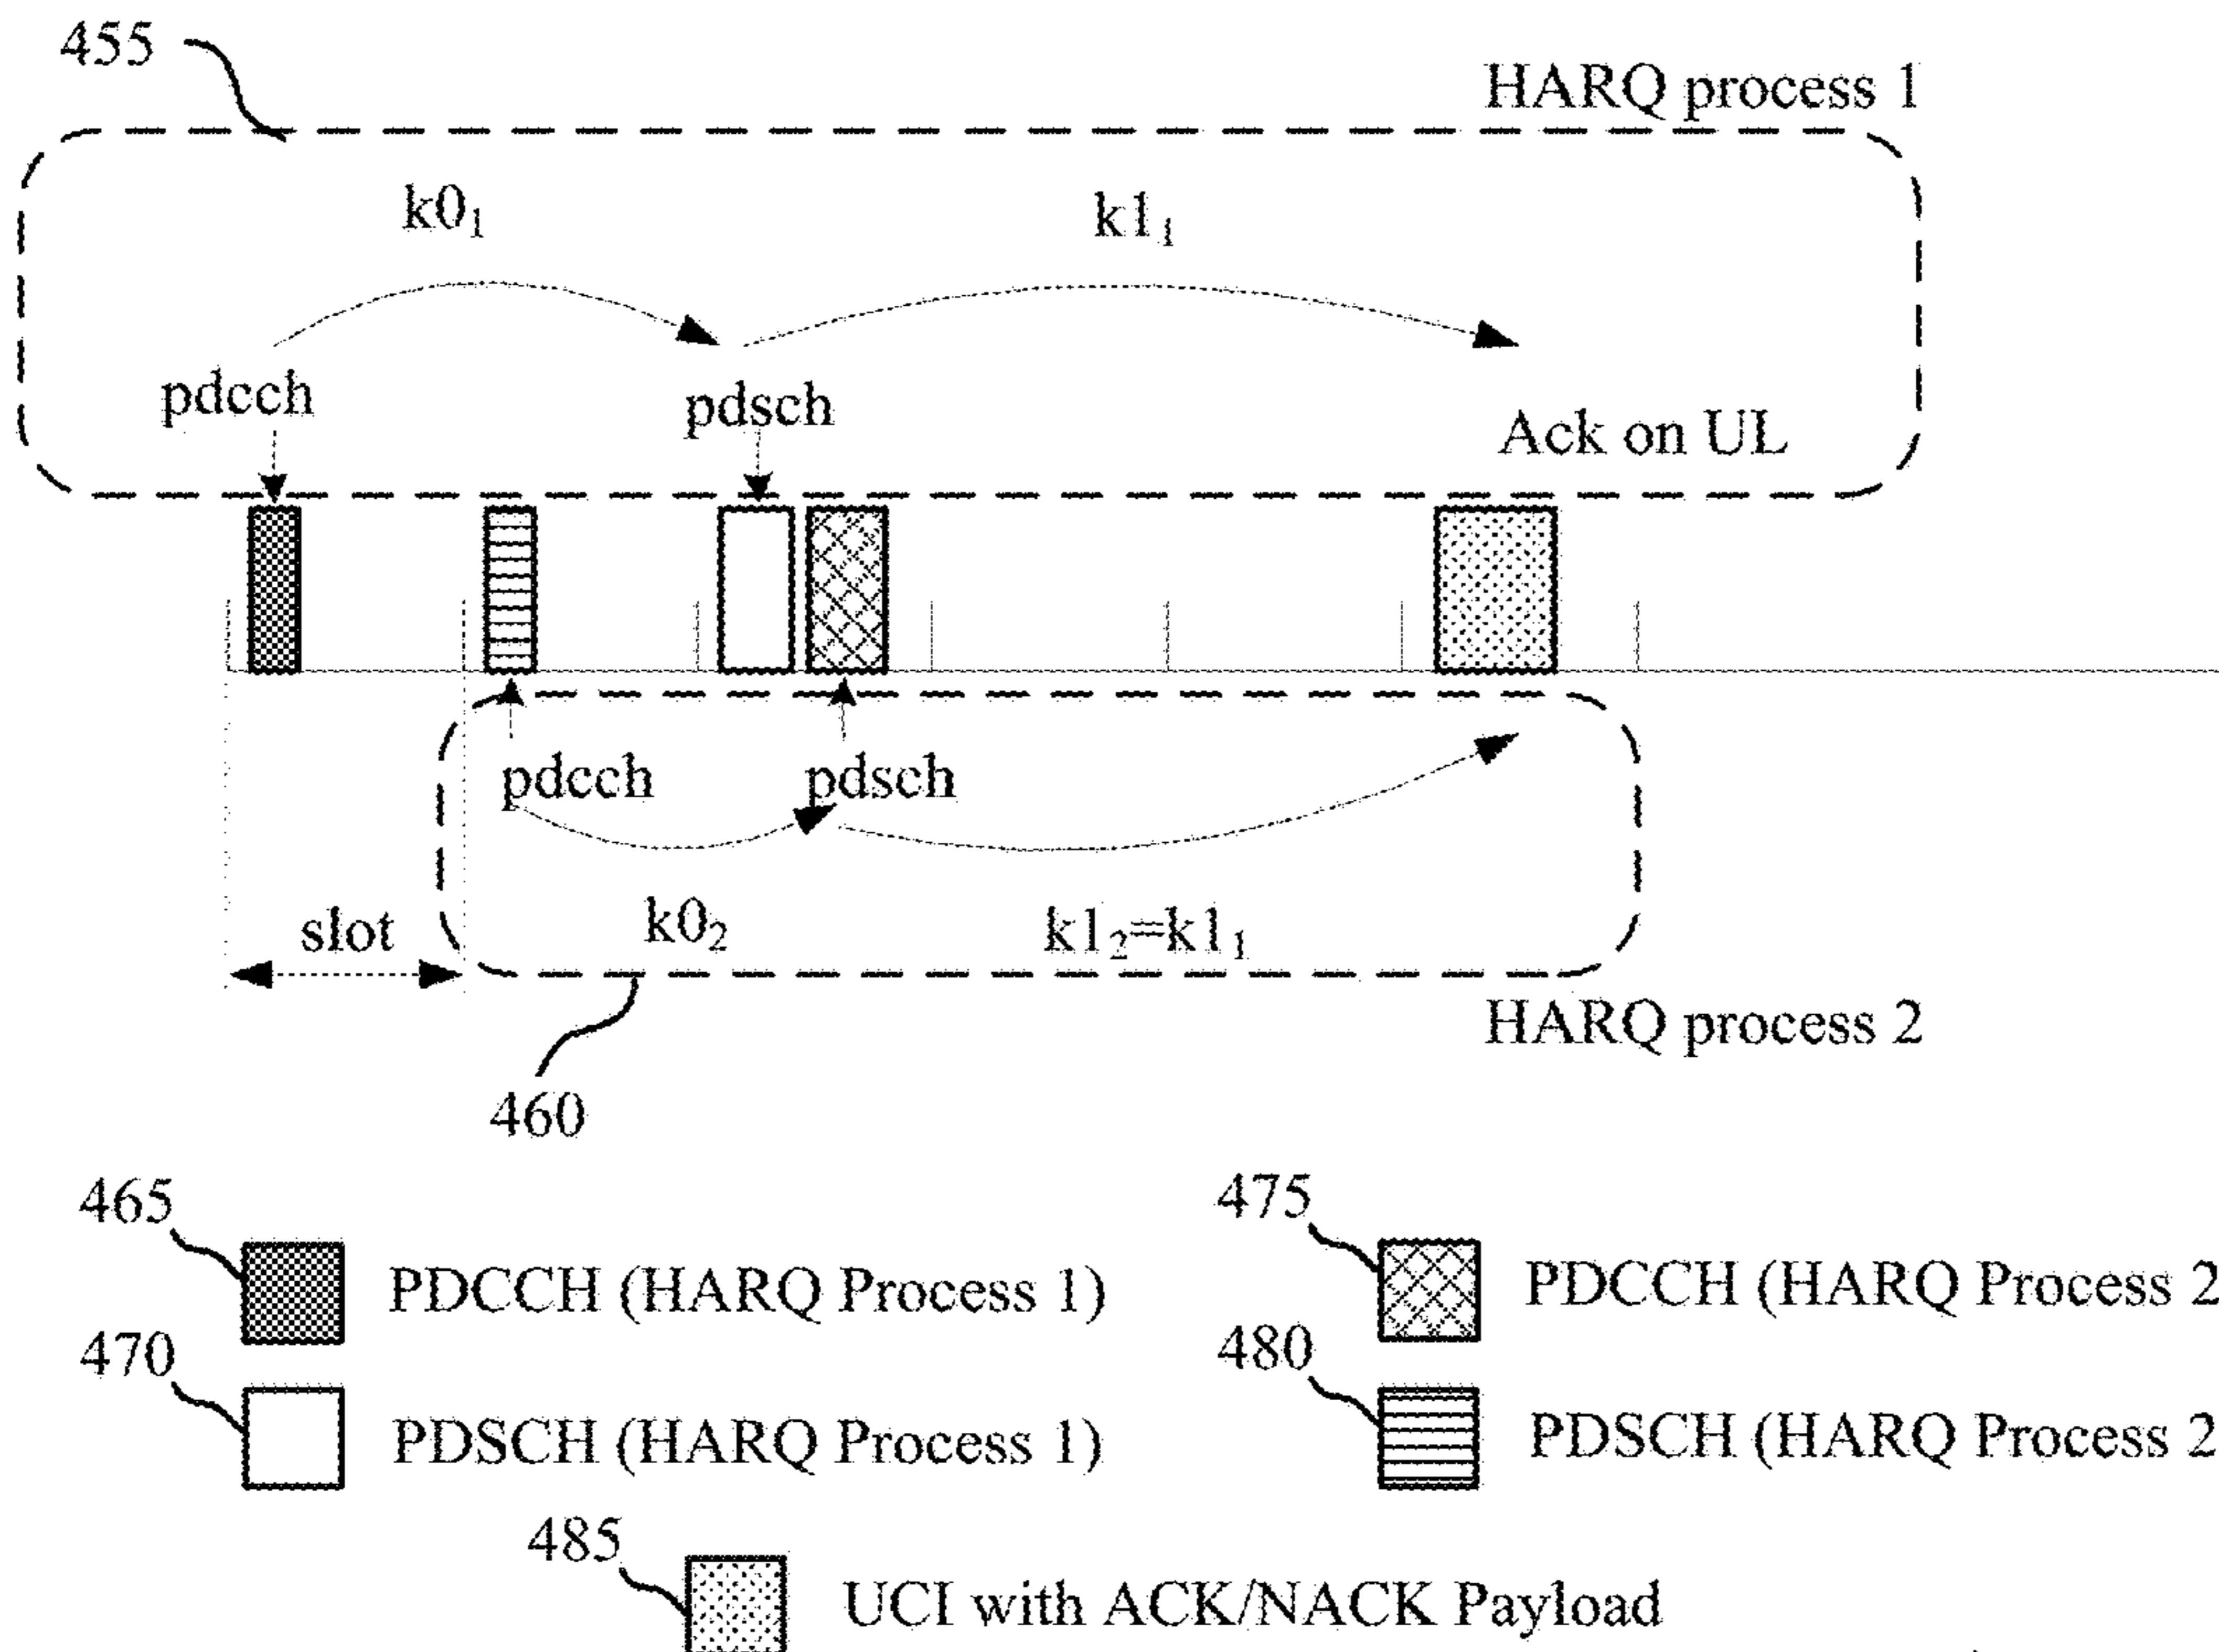 455
HARQ process 1
k0₁ k1₁
pdcch pdsch
Ack on UL
pdcch pdsch
slot k0₂ k1₂=k1₁
HARQ process 2
460
465 475
PDCCH (HARQ Process 1) PDCCH (HARQ Process 2
470 480
PDSCH (HARQ Process 1) PDSCH (HARQ Process 2
485
UCI with ACK/NACK Payload